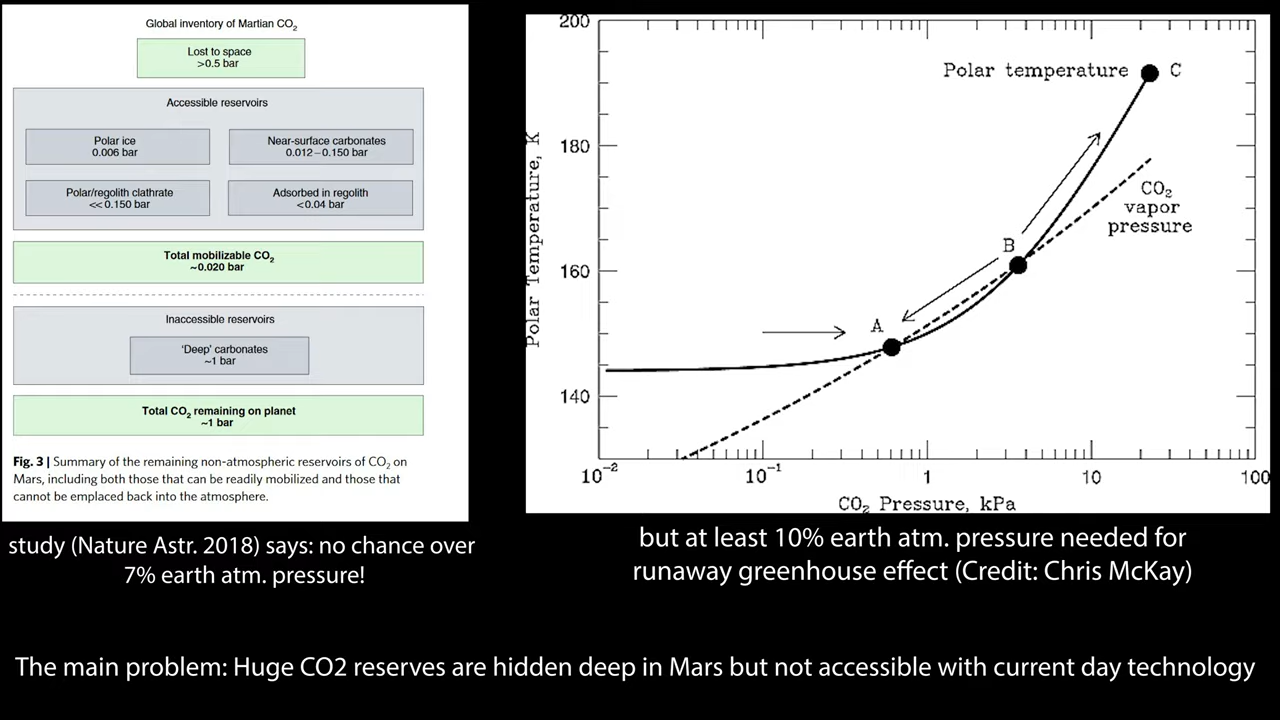 Global inventory of Martian CO₂
Lost to space
>0.5 bar
Accessible reservoirs
Polar ice
0.006 bar
Near-surface carbonates
0.012–0.150 bar
Polar/regolith clathrate
<<0.150 bar
Adsorbed in regolith
<0.04 bar
Total mobilizable CO₂
~0.020 bar
Inaccessible reservoirs
'Deep' carbonates
~1 bar
Total CO₂ remaining on planet
~1 bar
Fig. 3 | Summary of the remaining non-atmospheric reservoirs of CO₂ on
Mars, including both those that can be readily mobilized and those that
cannot be emplaced back into the atmosphere.
study (Nature Astr. 2018) says: no chance over
7% earth atm. pressure!
200
180
160
140
Polar Temperature, K
Polar temperature
C
CO₂
vapor
pressure
B
A
10⁻²
10⁻¹
1
10
100
CO₂ Pressure, kPa
but at least 10% earth atm. pressure needed for
runaway greenhouse effect (Credit: Chris McKay)
The main problem: Huge CO2 reserves are hidden deep in Mars but not accessible with current day technology